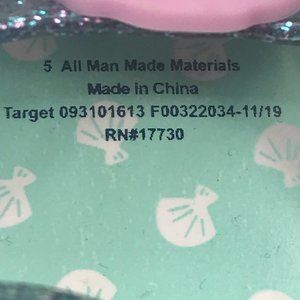 5 All Man Made Materials
Made in China
Target 093101613 F00322034-11/19
RN#17730